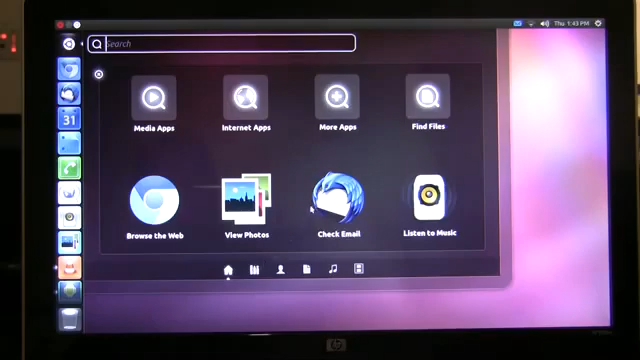 Thu 1:43 PM
Search
Media Apps
Internet Apps
More Apps
Find Files
31
Browse the Web
View Photos
Check Email
Listen to Music
hp